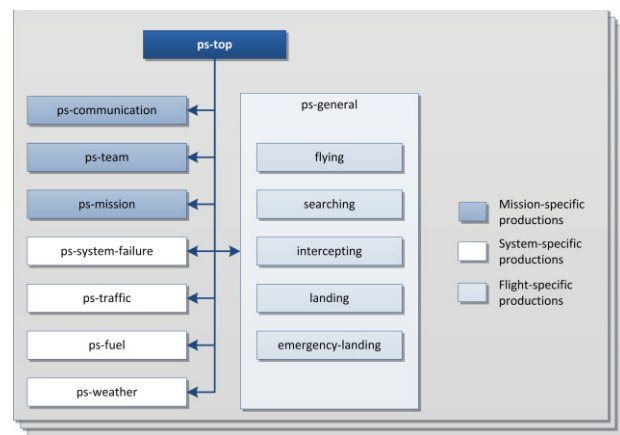 ps-top
ps-communication
ps-team
ps-mission
ps-system-failure
ps-traffic
ps-fuel
ps-weather
ps-general
flying
searching
intercepting
landing
emergency-landing
Mission-specific
productions
System-specific
productions
Flight-specific
productions